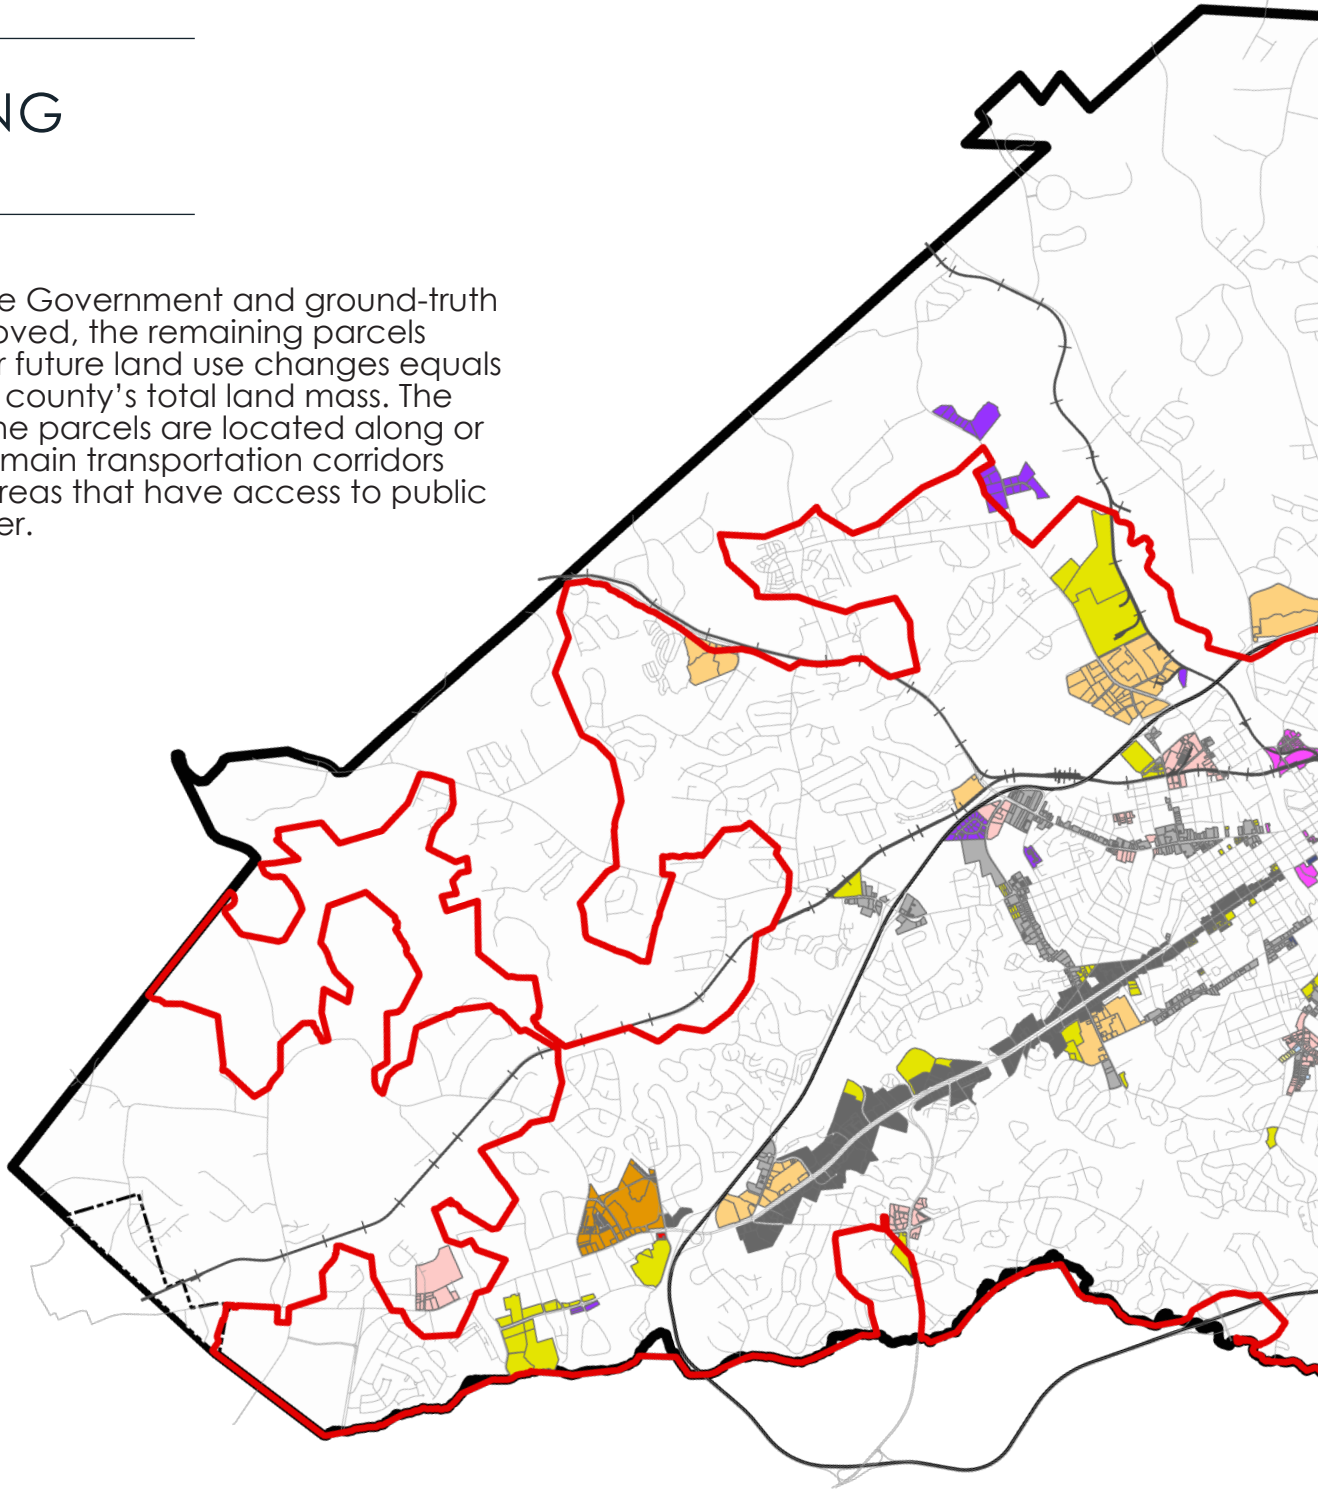 NG
e Government and ground-truth
oved, the remaining parcels
r future land use changes equals
county's total land mass. The
ne parcels are located along or
main transportation corridors
reas that have access to public
er.